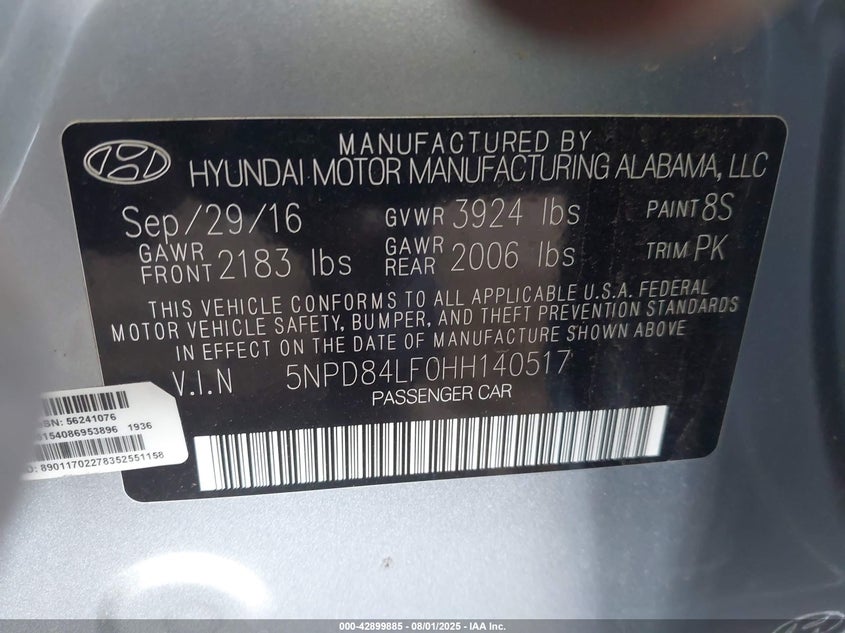 MANUFACTURED BY
HYUNDAI MOTOR MANUFACTURING ALABAMA, LLC
Sep/29/16 GVWR 3924 lbs PAINT 8S
GAWR FRONT 2183 lbs GAWR REAR 2006 lbs TRIM PK
THIS VEHICLE CONFORMS TO ALL APPLICABLE U.S.A. FEDERAL
MOTOR VEHICLE SAFETY, BUMPER, AND THEFT PREVENTION STANDARDS
IN EFFECT ON THE DATE OF MANUFACTURE SHOWN ABOVE
V.I.N 5NPD84LF0HH140517
PASSENGER CAR
BN: 56241076
154086953896 1936
: 89011702278352551158
000-42899885 - 08/01/2025 - IAA Inc.